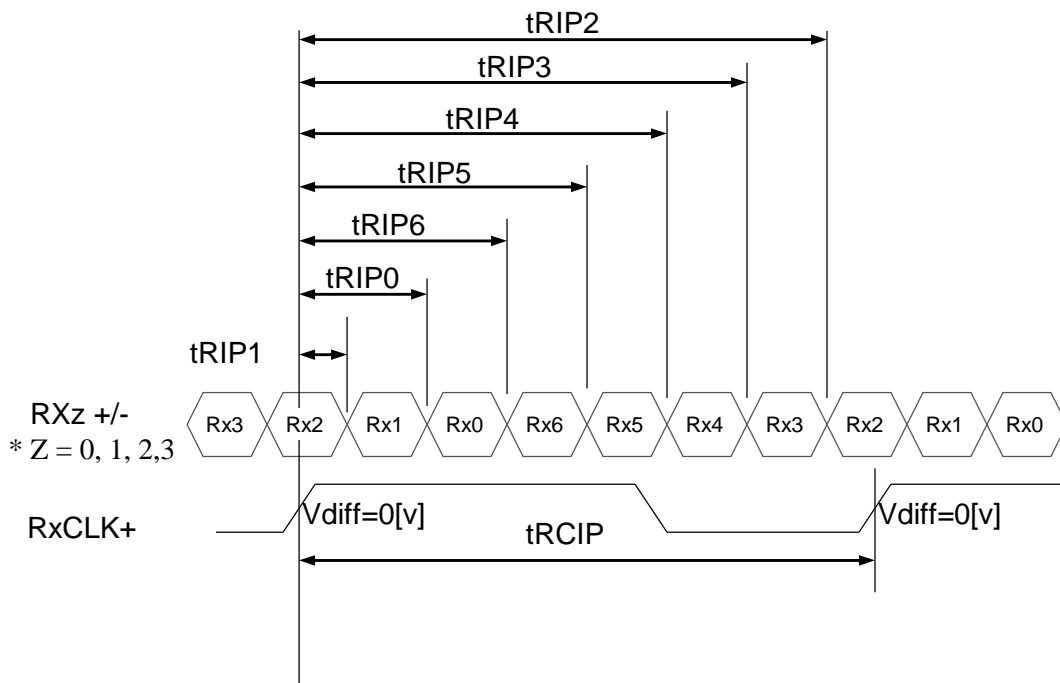 tRIP2
tRIP3
tRIP4
tRIP5
tRIP6
tRIP0
tRIP1
RXz +/-
* Z = 0, 1, 2,3
Rx3 Rx2 Rx1 Rx0 Rx6 Rx5 Rx4 Rx3 Rx2 Rx1 Rx0
RxCLK+
Vdiff=0[v] Vdiff=0[v]
tRCIP